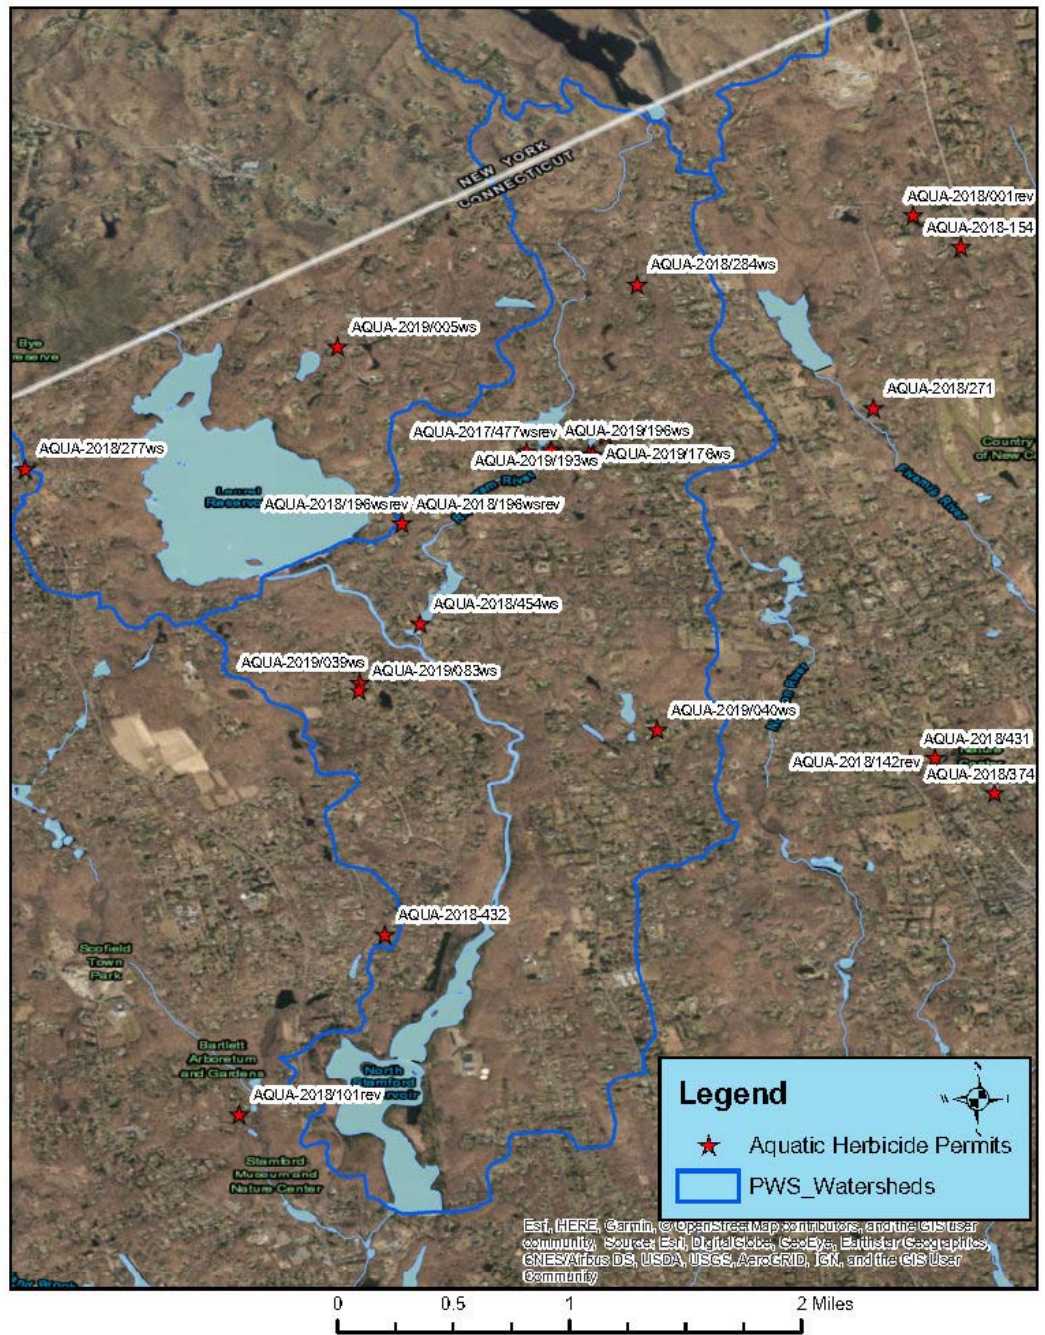 NEW YORK
CONNECTICUT
AQUA-2018/001rev
AQUA-2018-154
AQUA-2018/284ws
AQUA-2019/005ws
AQUA-2018/271
Country
AQUA-2017/477wsrev
AQUA-2019/196ws
AQUA-2018/277ws
AQUA-2019/193ws
AQUA-2019/176ws
AQUA-2018/196wsrev
AQUA-2018/196wsrev
Fivemile River
River
AQUA-2018/454ws
AQUA-2019/039ws
AQUA-2019/083ws
River
AQUA-2019/040ws
AQUA-2018/431
AQUA-2018/142rev
AQUA-2018/374
AQUA-2018-432
Scofield
Town
Park
Bartlett
Arboretum
and Gardens
North
Stamford
AQUA-2018/101rev
Stamford
Museum and
Nature Center
Legend
Aquatic Herbicide Permits
PWS_Watersheds
Esri, HERE, Garmin, © OpenStreetMap contributors, and the GIS user
community, Source: Esri, DigitalGlobe, GeoEye, Earthstar Geographics,
CNES/Airbus DS, USDA, USGS, AeroGRID, IGN, and the GIS User
Community
0 0.5 1 2 Miles